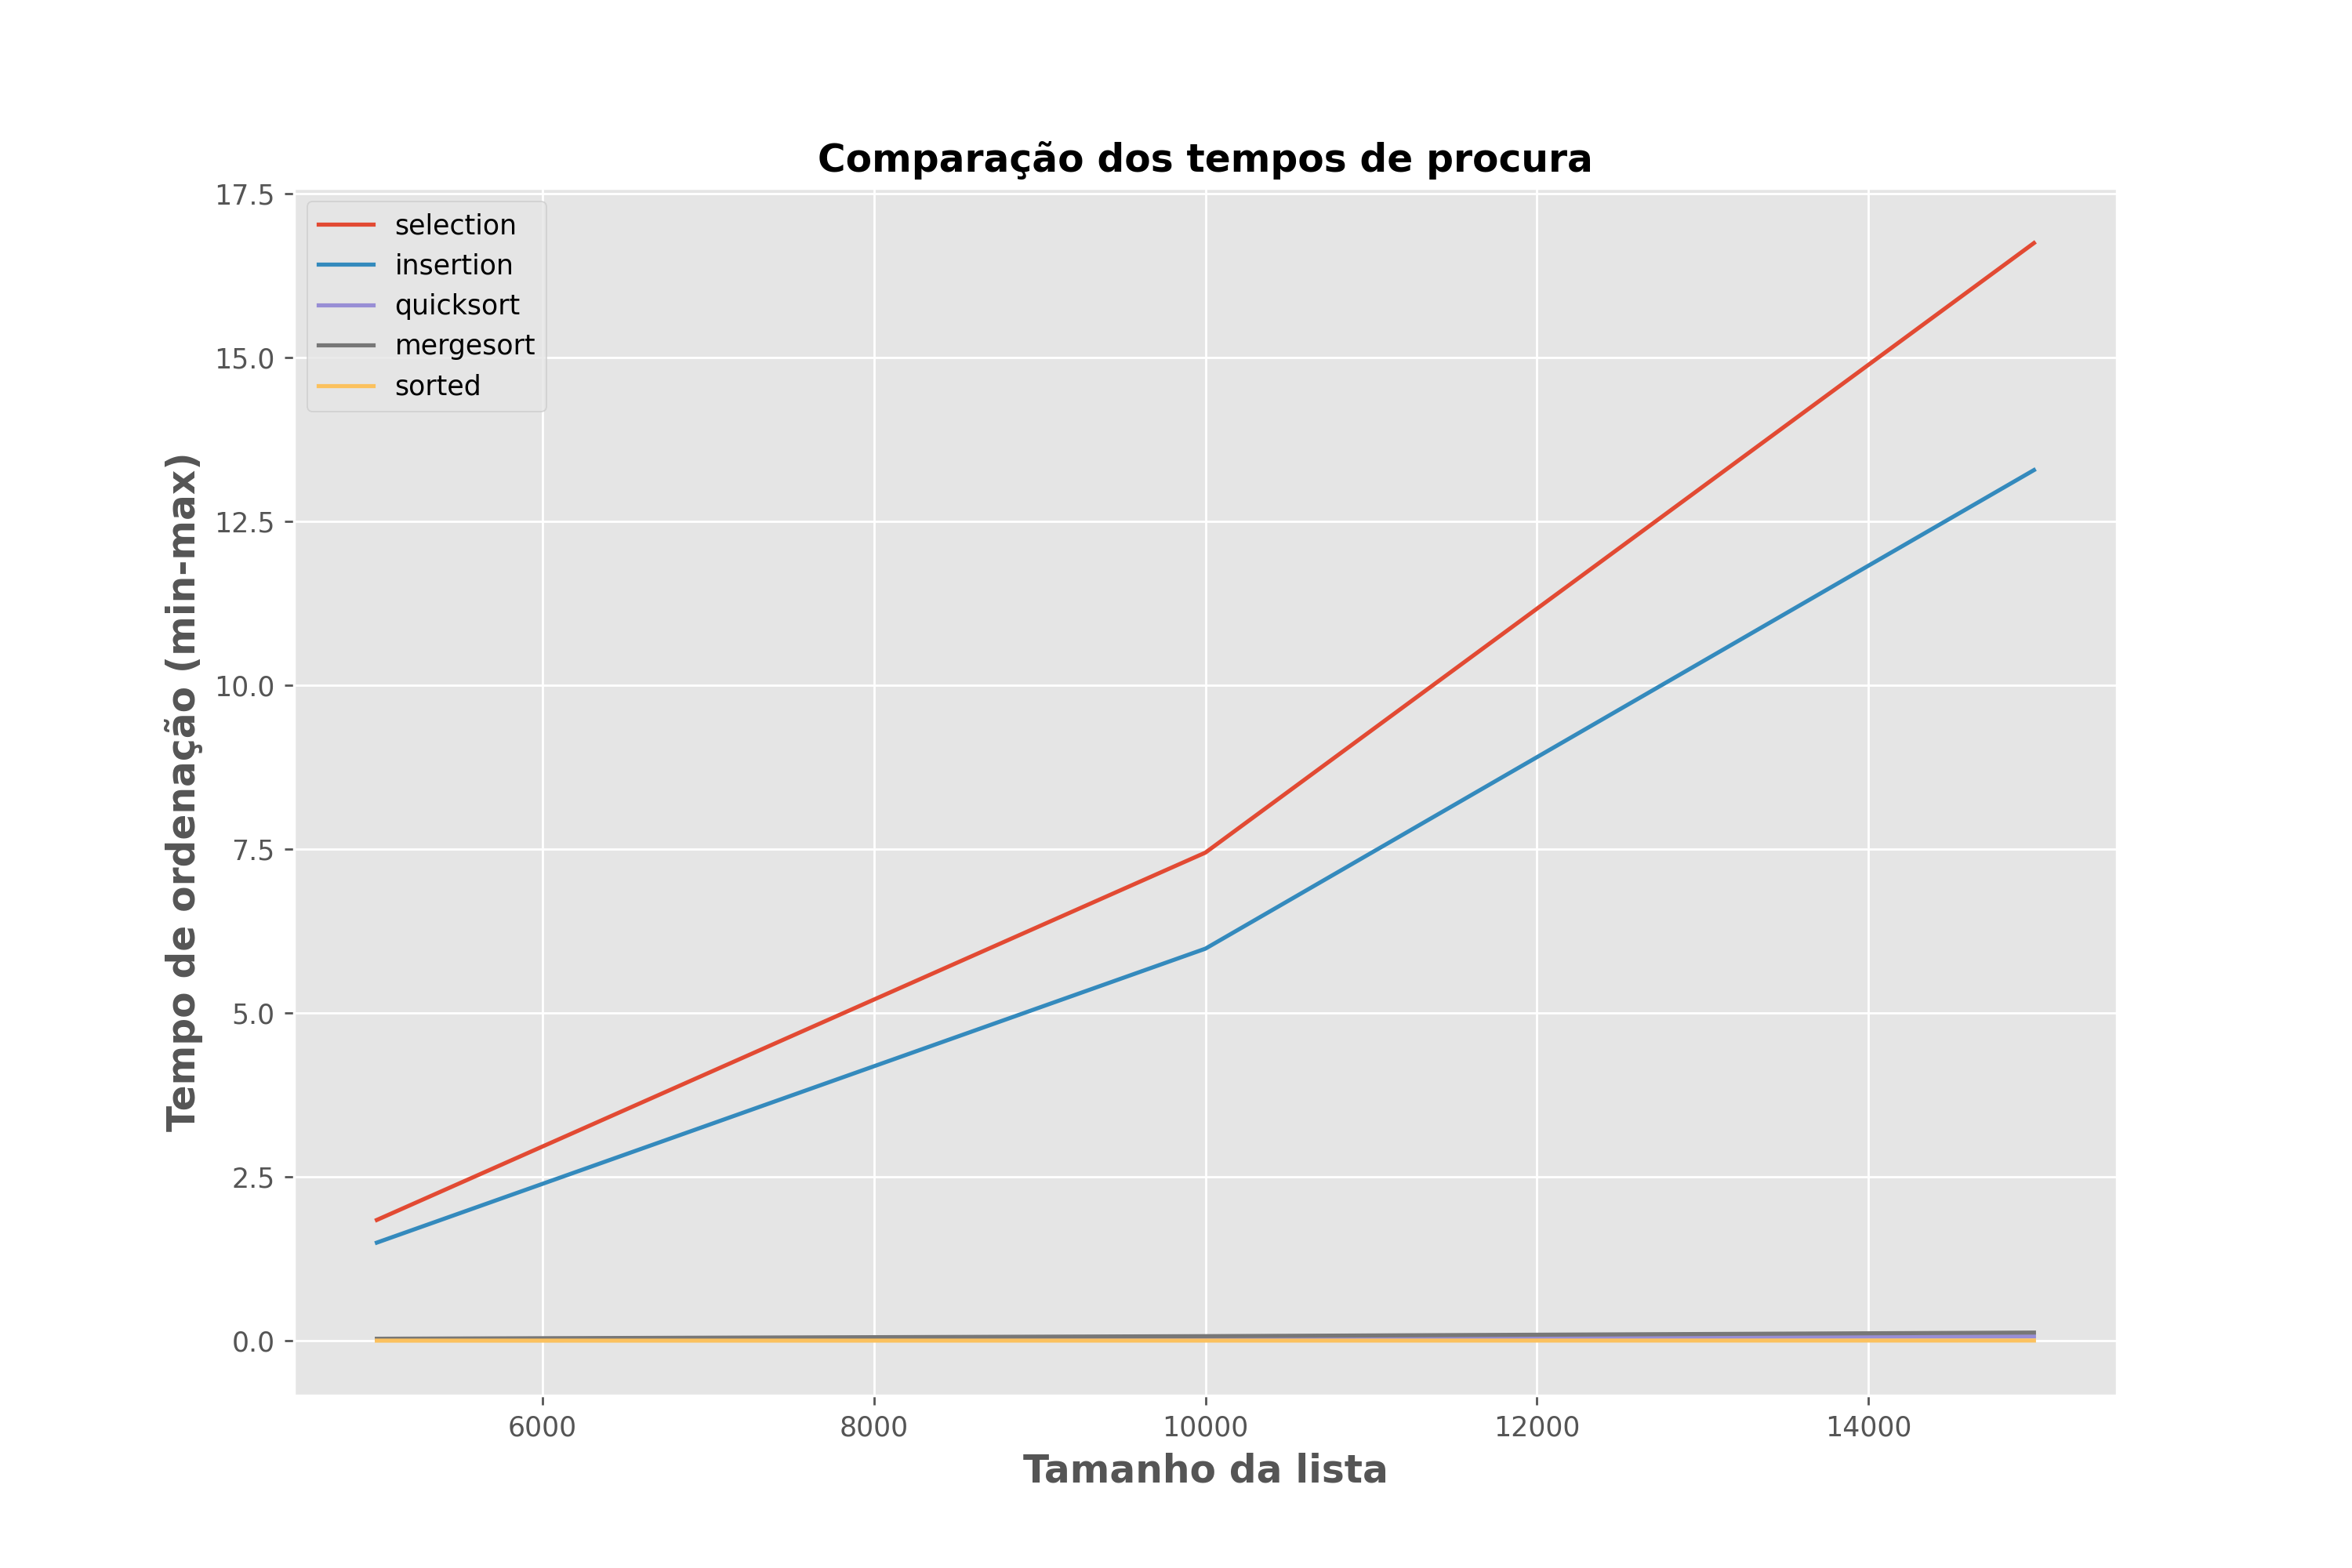 Comparação dos tempos de procura
17.5
15.0
12.5
10.0
7.5
5.0
2.5
0.0
Tempo de ordenação (min-max)
selection
insertion
quicksort
mergesort
sorted
6000 8000 10000 12000 14000
Tamanho da lista